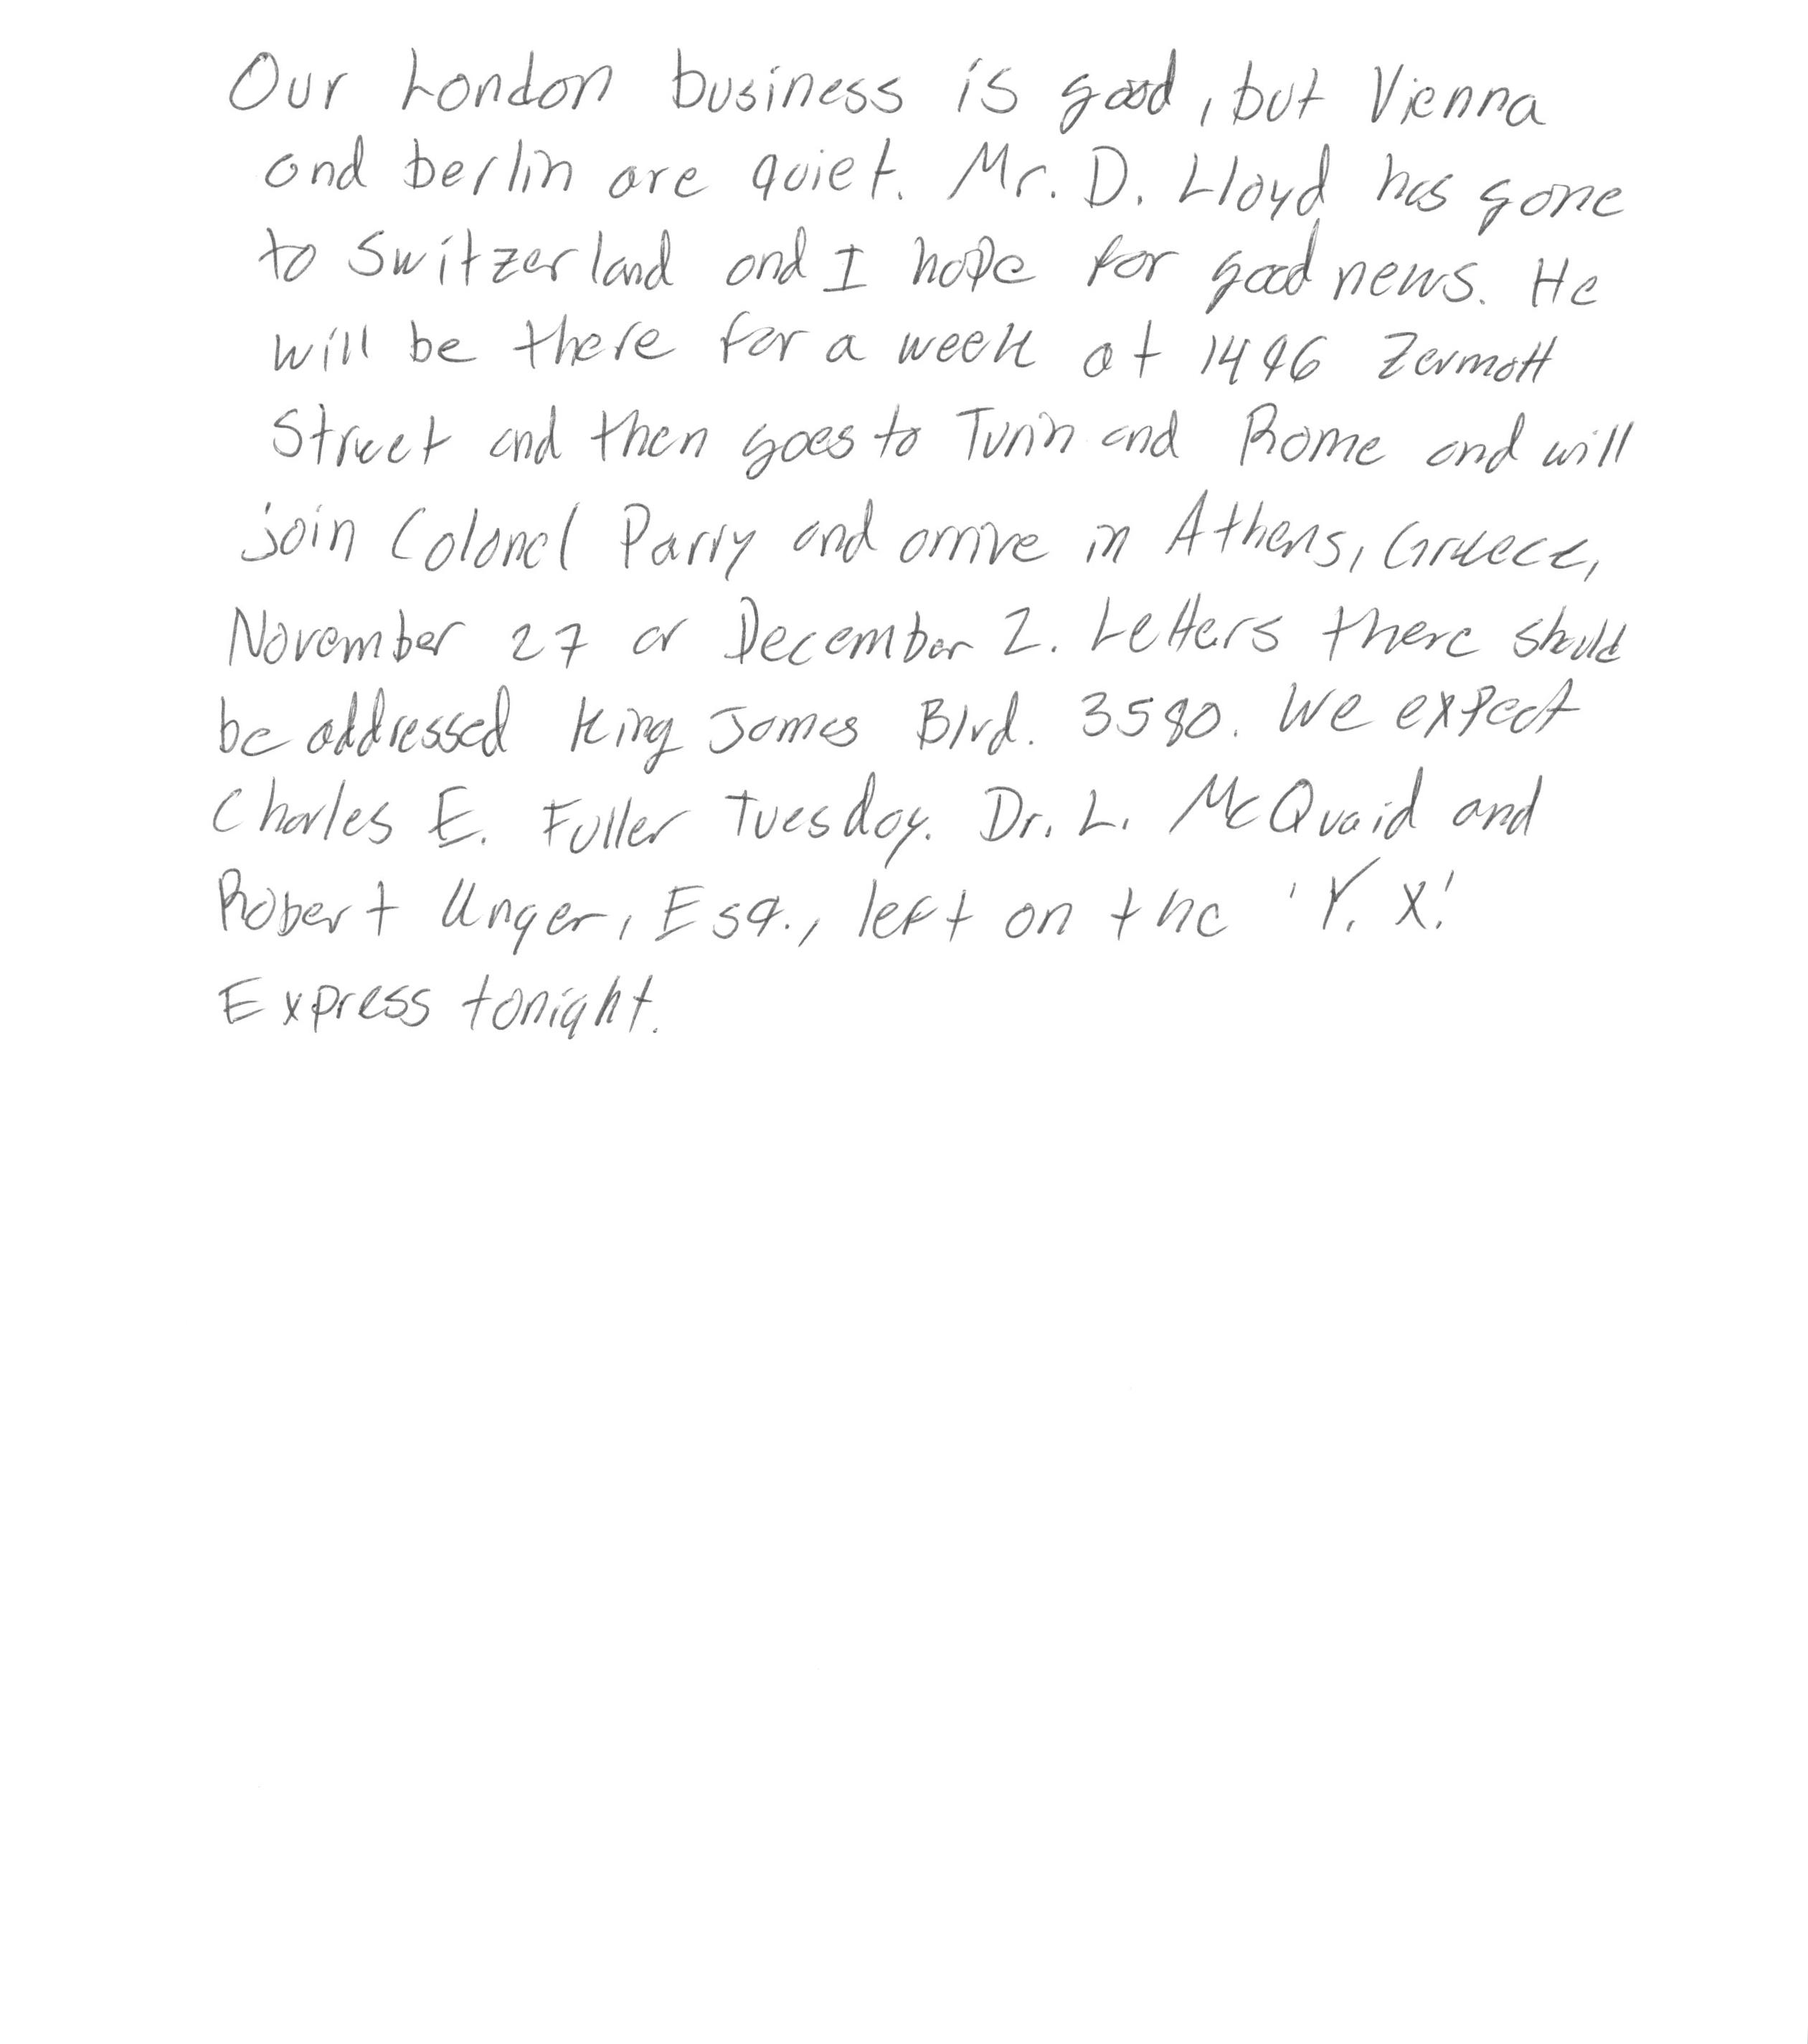 Our London business is good, but Vienna
and berlin are quiet. Mr. D. Lloyd has gone
to Switzerland and I hope for good news. He
will be there for a week at 1496 Zermott
Street and then goes to Turin and Rome and will
join Colonel Parry and arrive in Athens, Greece,
November 27 or December 2. Letters there should
be addressed King James Blvd. 3580. We expect
Charles E. Fuller Tuesday. Dr. L. McQuaid and
Robert Unger, Esq., left on the 'Y. X.'
Express tonight.